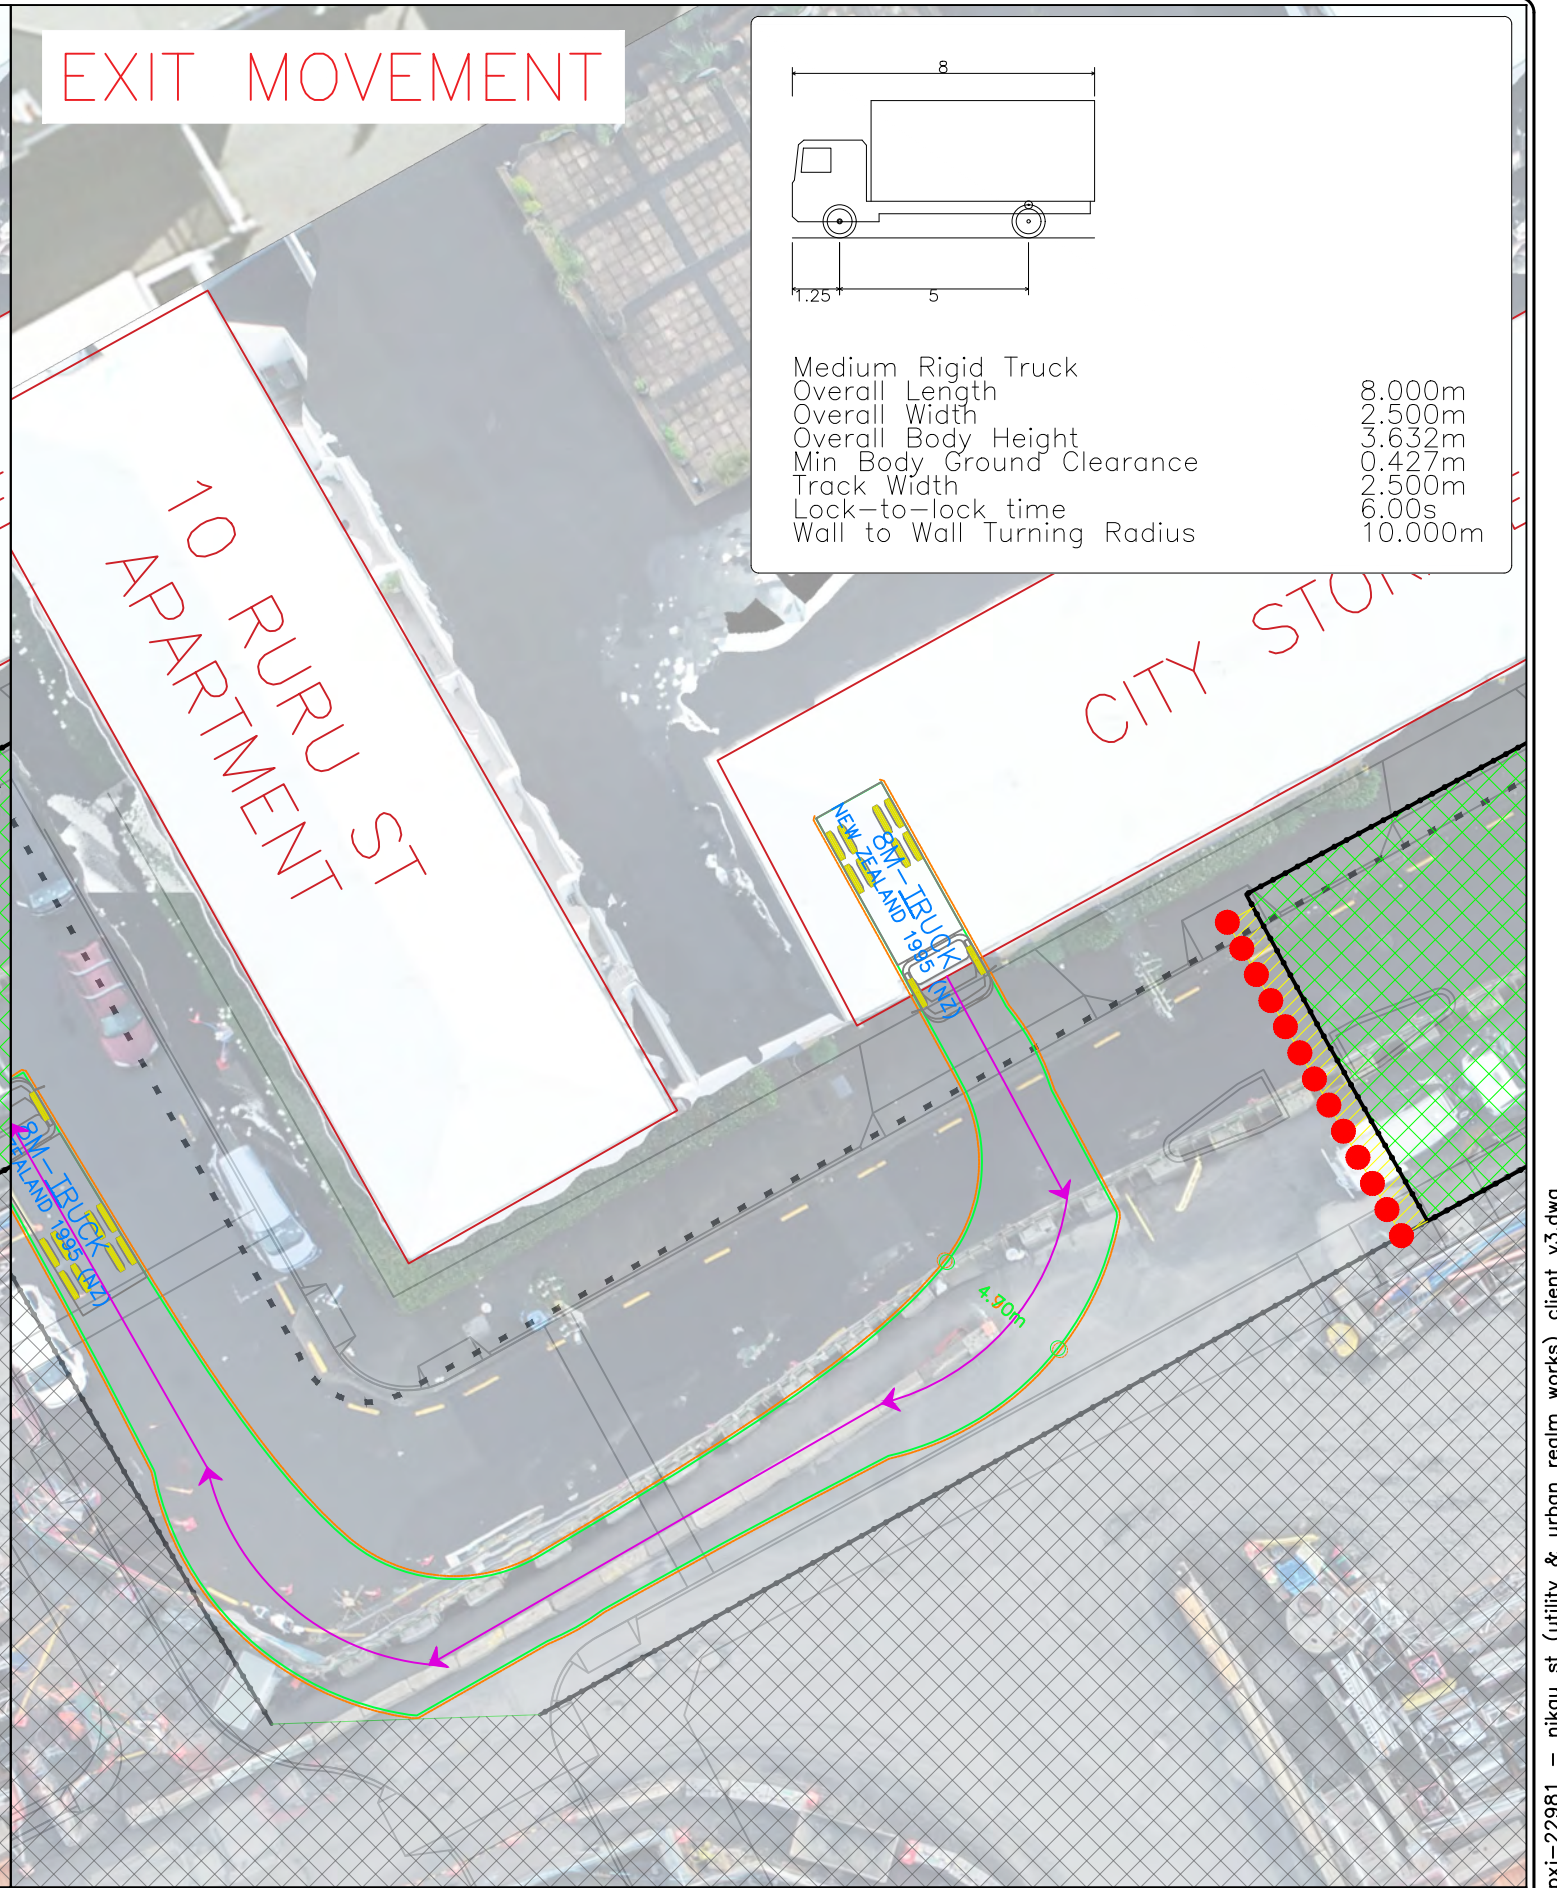 EXIT MOVEMENT
8
1.25
5
Medium Rigid Truck
Overall Length 8.000m
Overall Width 2.500m
Overall Body Height 3.632m
Min Body Ground Clearance 0.427m
Track Width 2.500m
Lock-to-lock time 6.00s
Wall to Wall Turning Radius 10.000m
10 RURU ST
APARTMENT
CITY STOR
8M-TRUCK
NEW ZEALAND 1995 (NZ)
8M-TRUCK
ZEALAND 1995 (NZ)
pxi-22981 - nikau st (utility & urban realm works) client v3.dwg